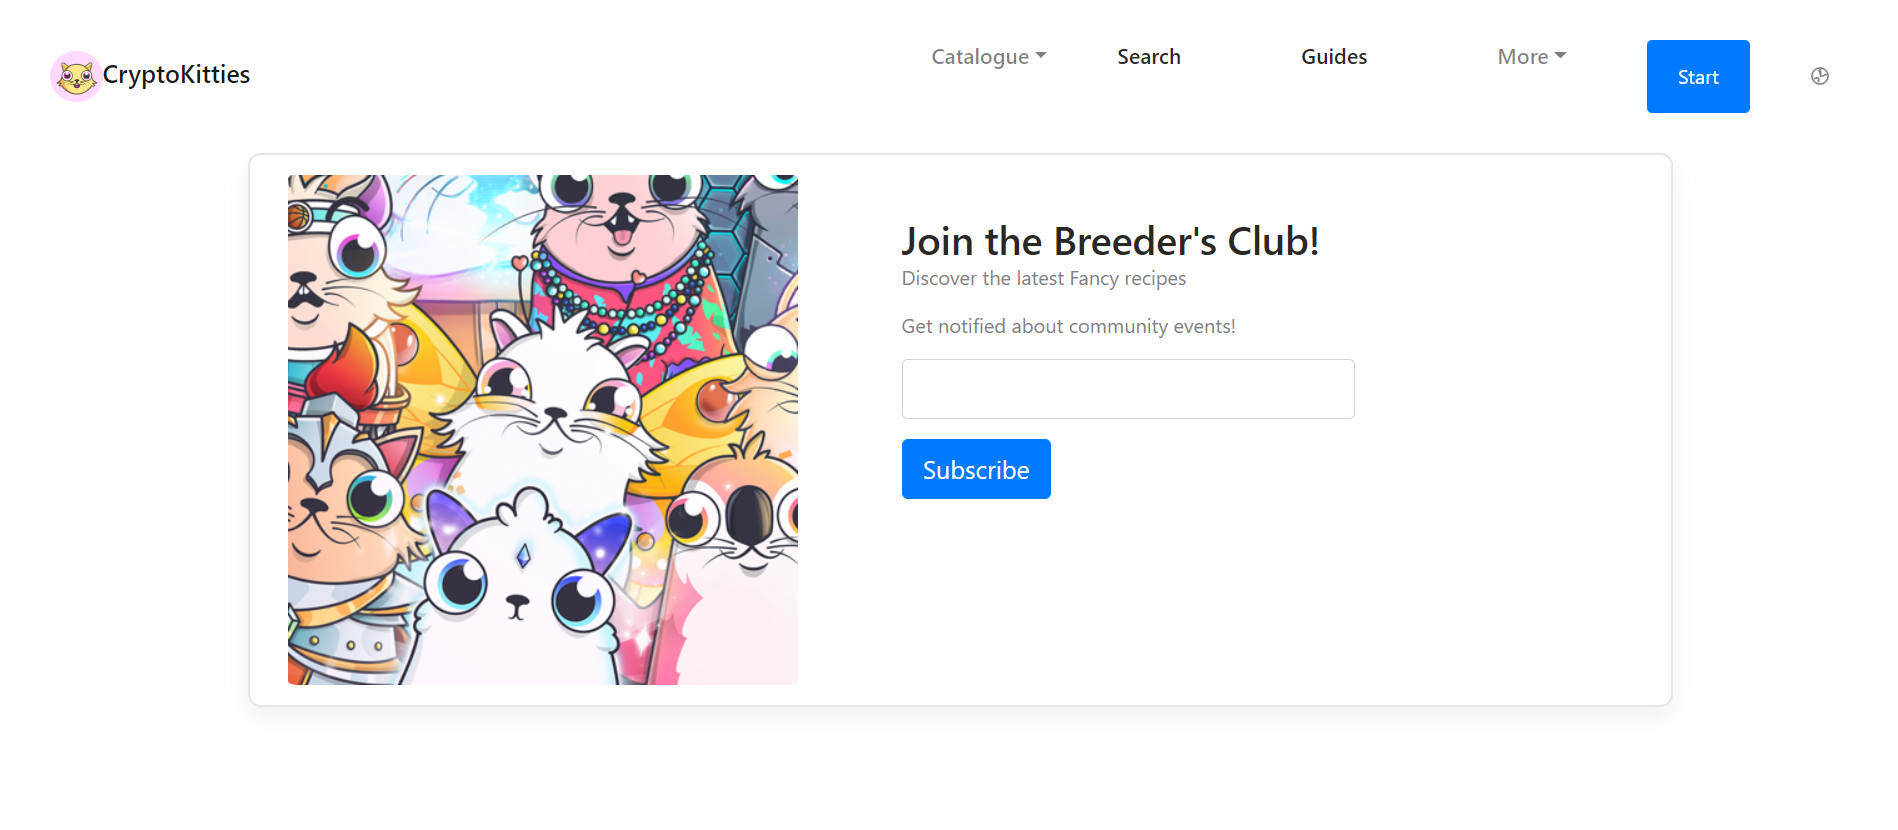 CryptoKitties
Catalogue
Search
Guides
More
Start
Join the Breeder's Club!
Discover the latest Fancy recipes
Get notified about community events!
Subscribe